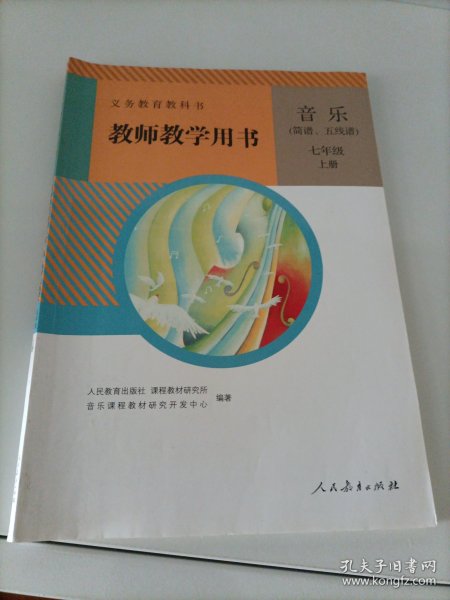 义务教育教科书
教师教学用书
音乐
(简谱、五线谱)
七年级
上册
人民教育出版社 课程教材研究所
音乐课程教材研究开发中心
编著
人民教育出版社
孔夫子旧书网
www.kongfz.com